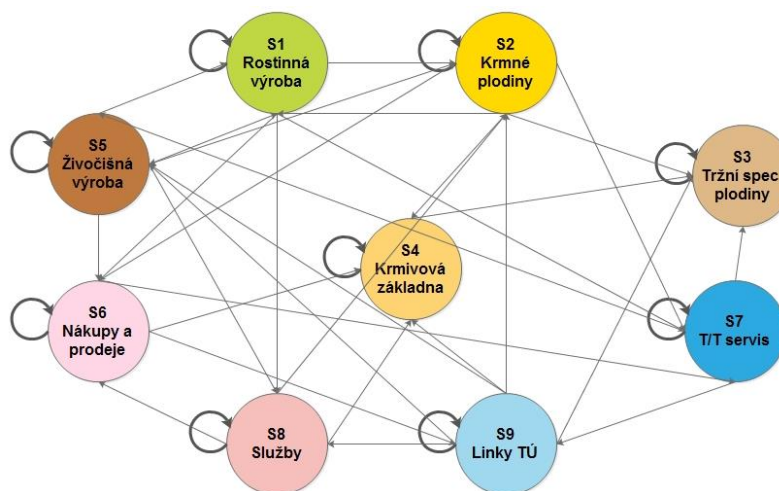 S1
Rostinná
výroba
S2
Krmné
plodiny
S5
Živočišná
výroba
S3
Tržní spec
plodiny
S4
Krmivová
základna
S6
Nákupy a
prodeje
S7
T/T servis
S8
Služby
S9
Linky TÚ